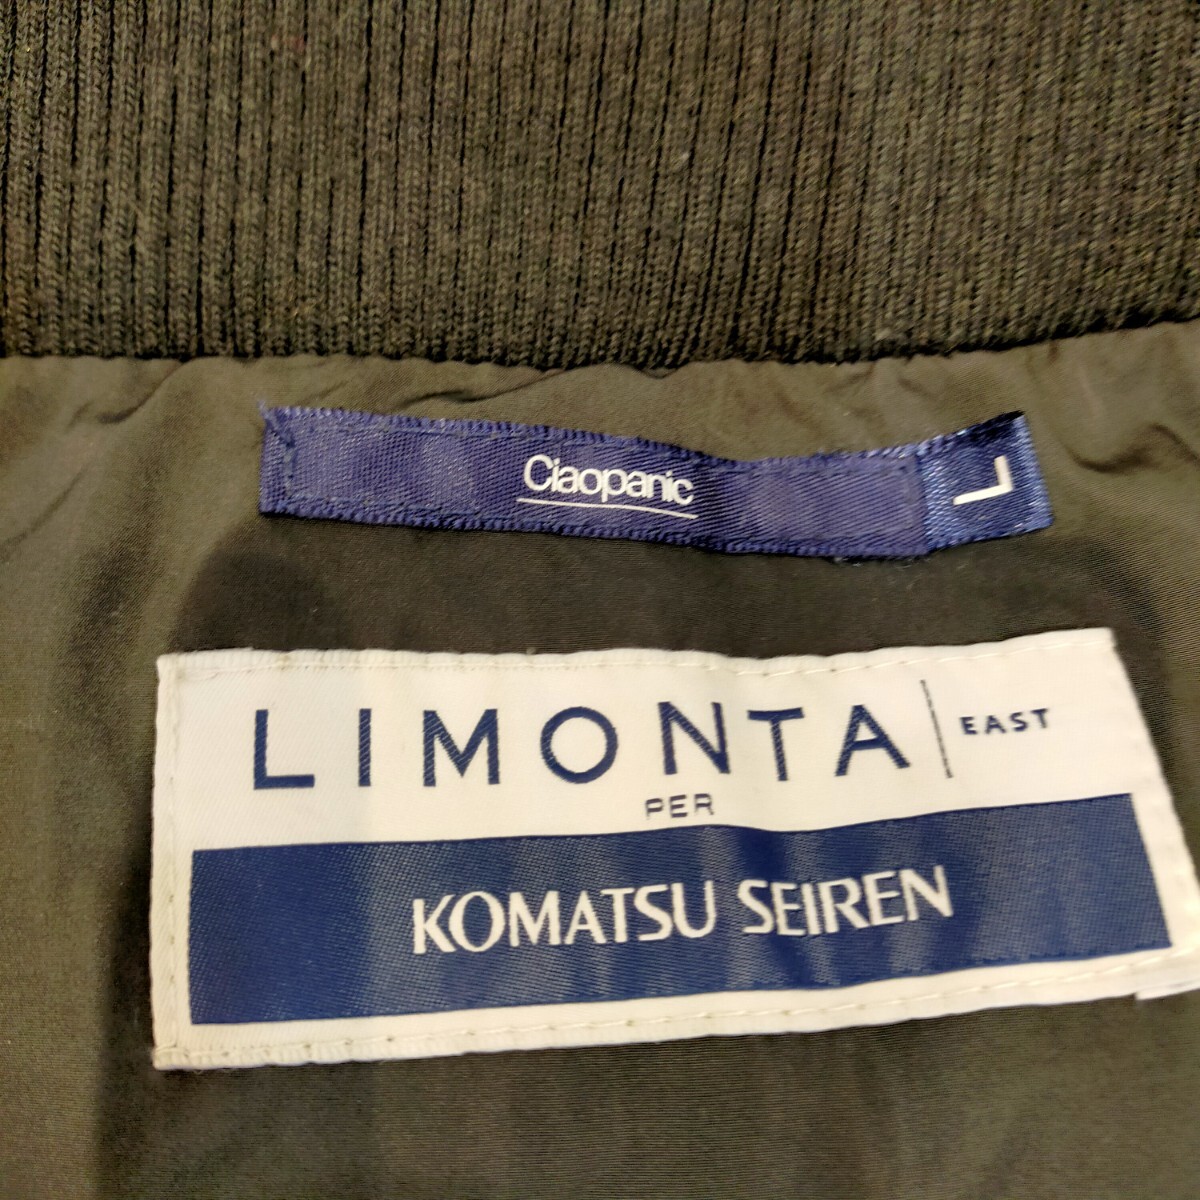 Ciaopanic
L
LIMONTA EAST
PER
KOMATSU SEIREN